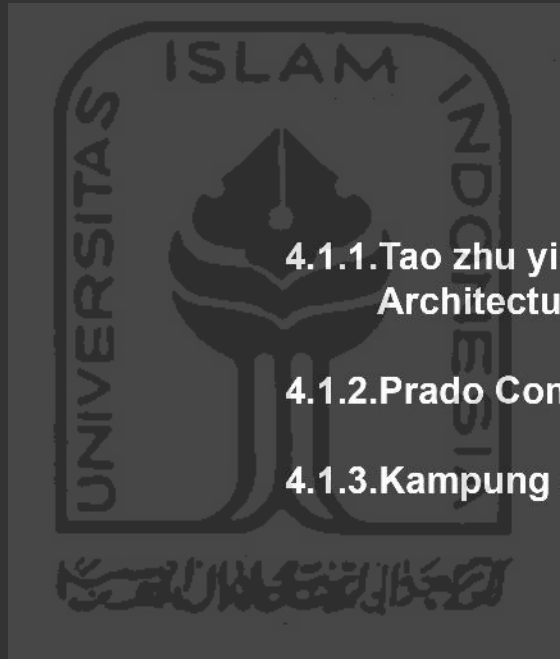 ISLAM
UNIVERSITAS
INDONESIA
4.1.1.Tao zhu yi
Architectu
4.1.2.Prado Con
4.1.3.Kampung